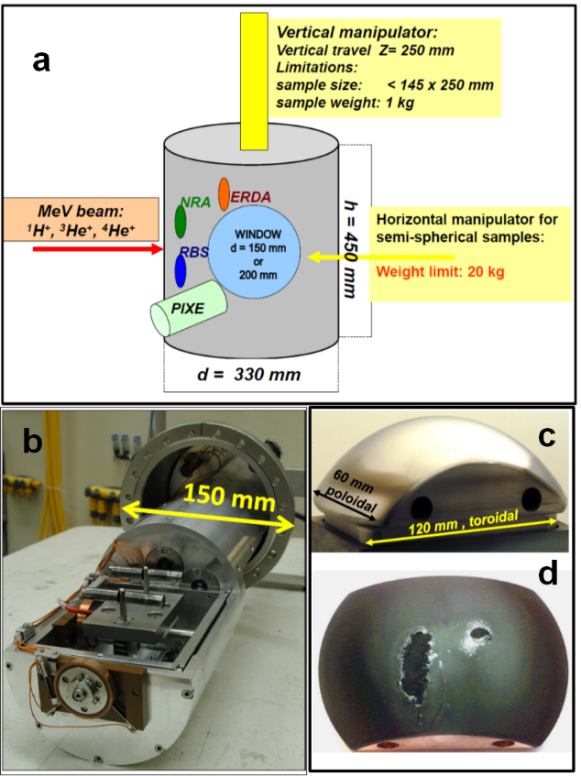 a
Vertical manipulator:
Vertical travel Z= 250 mm
Limitations:
sample size: < 145 x 250 mm
sample weight: 1 kg
NRA
ERDA
MeV beam:
¹H⁺, ³He⁺, ⁴He⁺
RBS
WINDOW
d = 150 mm
or
200 mm
PIXE
h = 450 mm
Horizontal manipulator for
semi-spherical samples:
Weight limit: 20 kg
d = 330 mm
b
150 mm
c
60 mm
poloidal
120 mm , toroidal
d